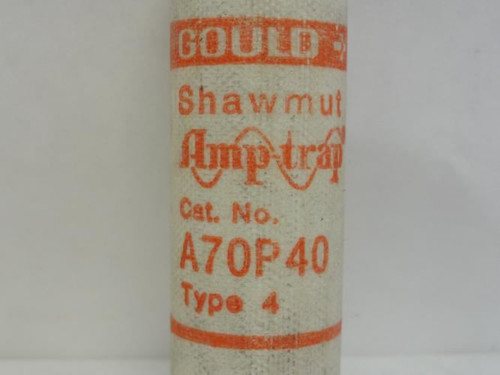 GOULD
Shawmut
Amp-trap
Cat. No.
A70P40
Type 4